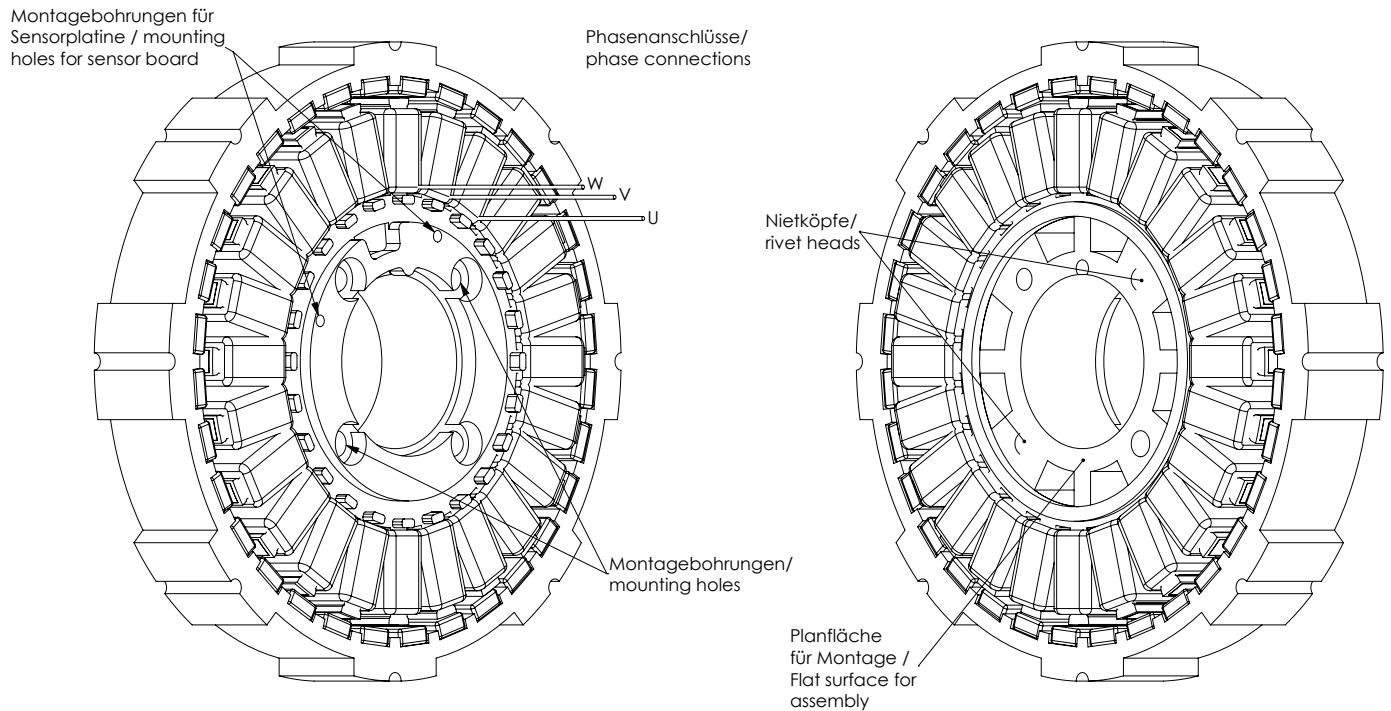 Montagebohrungen für
Sensorplatine / mounting
holes for sensor board
Phasenanschlüsse/
phase connections
W
V
U
Nietköpfe/
rivet heads
Montagebohrungen/
mounting holes
Planfläche
für Montage /
Flat surface for
assembly